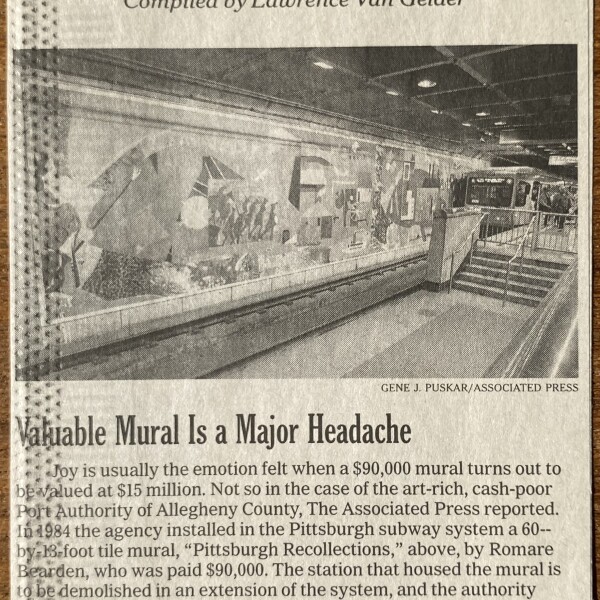 Compiled by Lawrence Van Gelder
GENE J. PUSKAR/ASSOCIATED PRESS
Valuable Mural Is a Major Headache
Joy is usually the emotion felt when a $90,000 mural turns out to
be valued at $15 million. Not so in the case of the art-rich, cash-poor
Port Authority of Allegheny County, The Associated Press reported.
In 1984 the agency installed in the Pittsburgh subway system a 60--
by-13-foot tile mural, “Pittsburgh Recollections,” above, by Romare
Bearden, who was paid $90,000. The station that housed the mural is
to be demolished in an extension of the system, and the authority